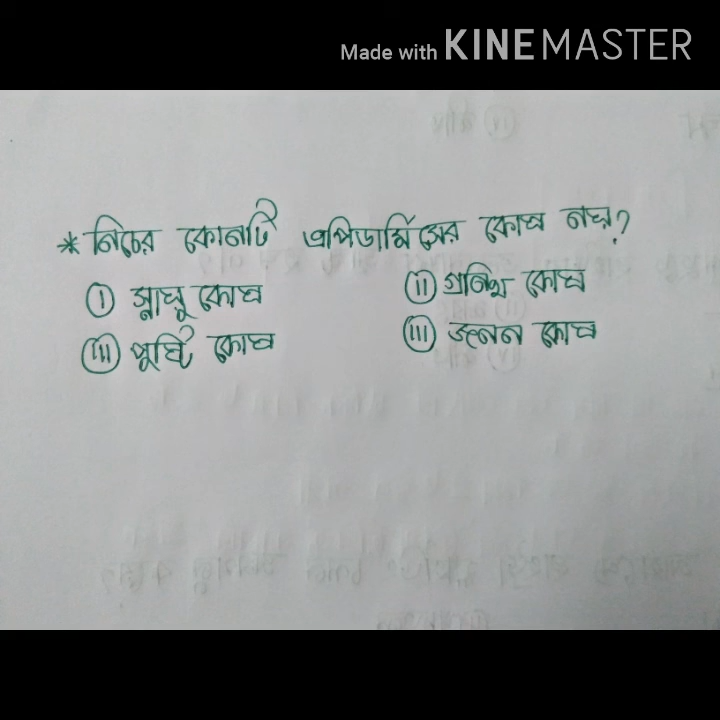 Made with KINEMASTER
* নিচের কোনটি এপিডার্মিসের কোষ নয়?
(i) স্নায়ু কোষ (ii) গ্রন্থি কোষ
(iii) পুষ্টি কোষ (iii) জনন কোষ